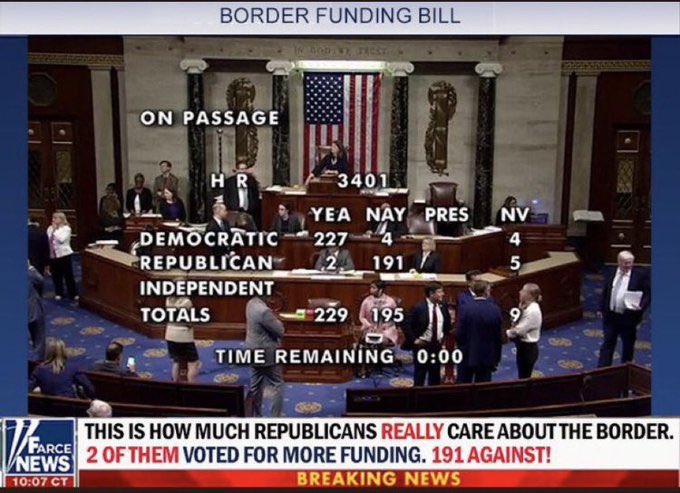 BORDER FUNDING BILL
IN GOD WE TRUST
ON PASSAGE
H R 3401
YEA NAY PRES NV
DEMOCRATIC 227 4 4
REPUBLICAN 2 191 5
INDEPENDENT
TOTALS 229 195 9
TIME REMAINING 0:00
FARCE
NEWS
10:07 CT
THIS IS HOW MUCH REPUBLICANS REALLY CARE ABOUT THE BORDER.
2 OF THEM VOTED FOR MORE FUNDING. 191 AGAINST!
BREAKING NEWS